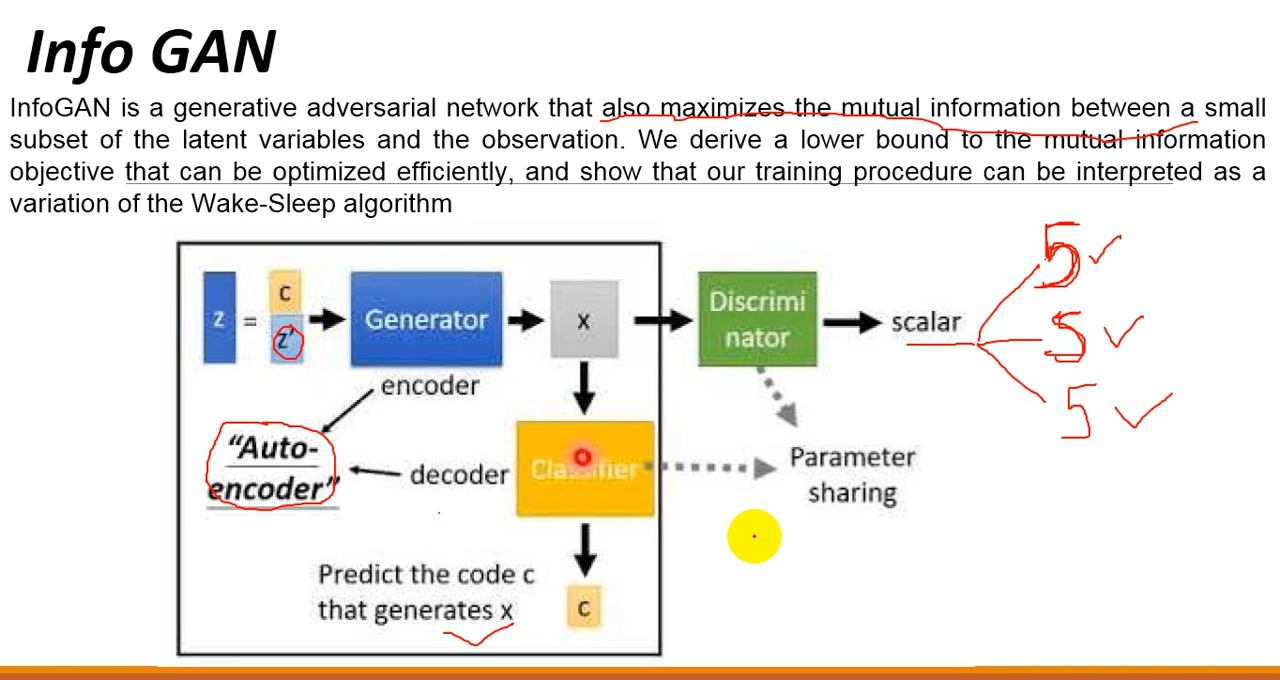 Info GAN
InfoGAN is a generative adversarial network that also maximizes the mutual information between a small
subset of the latent variables and the observation. We derive a lower bound to the mutual information
objective that can be optimized efficiently, and show that our training procedure can be interpreted as a
variation of the Wake-Sleep algorithm
z = c z'
Generator
x
Discrimi
nator
scalar
5
5
5
encoder
"Auto-
encoder"
decoder
Classifier
Parameter
sharing
Predict the code c
that generates x
c